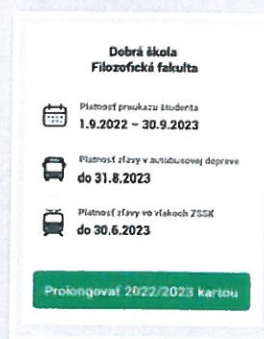 Dobrá škola
Filozofická fakulta
Platnosť preukazu študenta
1.9.2022 – 30.9.2023
Platnosť zľavy v autobusovej doprave
do 31.8.2023
Platnosť zľavy vo vlakoch ZSSK
do 30.6.2023
Prolongovať 2022/2023 kartou